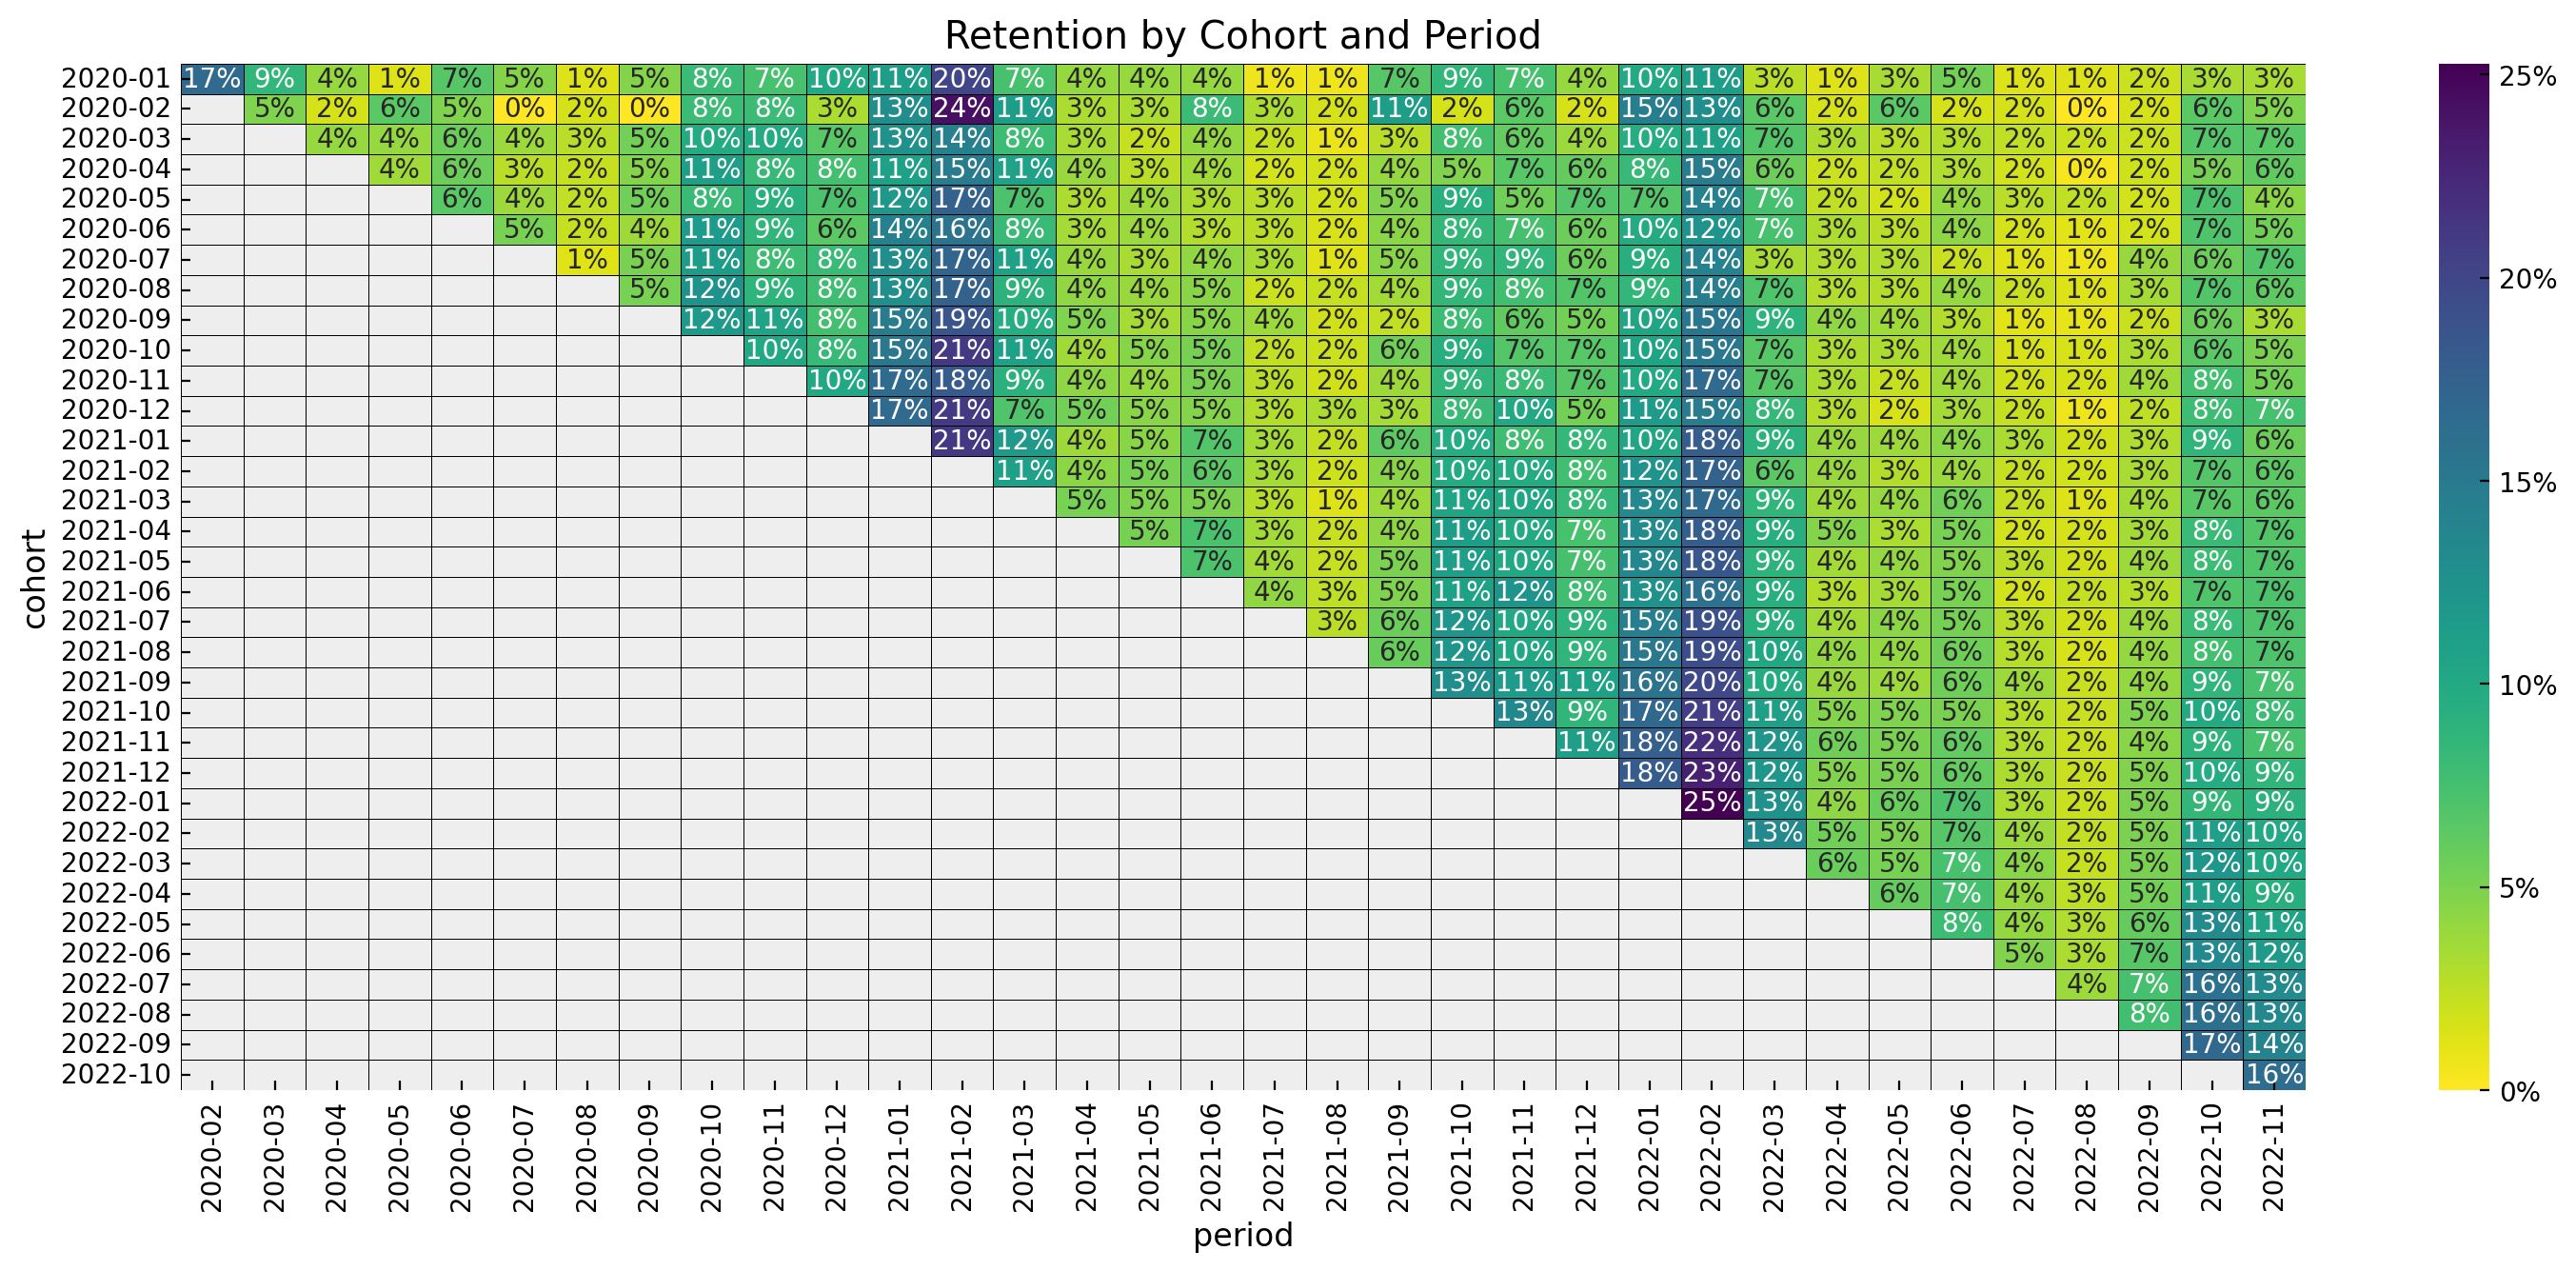 Retention by Cohort and Period
2020-01 17% 9% 4% 1% 7% 5% 1% 5% 8% 7% 10% 11% 20% 7% 4% 4% 4% 1% 1% 7% 9% 7% 4% 10% 11% 3% 1% 3% 5% 1% 1% 2% 3% 3% 25%
2020-02 5% 2% 6% 5% 0% 2% 0% 8% 8% 3% 13% 24% 11% 3% 3% 8% 3% 2% 11% 2% 6% 2% 15% 13% 6% 2% 6% 2% 2% 0% 2% 6% 5%
2020-03 4% 4% 6% 4% 3% 5% 10% 10% 7% 13% 14% 8% 3% 2% 4% 2% 1% 3% 8% 6% 4% 10% 11% 7% 3% 3% 3% 2% 2% 2% 7% 7%
2020-04 4% 6% 3% 2% 5% 11% 8% 8% 11% 15% 11% 4% 3% 4% 2% 2% 4% 5% 7% 6% 8% 15% 6% 2% 2% 3% 2% 0% 2% 5% 6%
2020-05 6% 4% 2% 5% 8% 9% 7% 12% 17% 7% 3% 4% 3% 3% 2% 5% 9% 5% 7% 7% 14% 7% 2% 2% 4% 3% 2% 2% 7% 4%
2020-06 5% 2% 4% 11% 9% 6% 14% 16% 8% 3% 4% 3% 3% 2% 4% 8% 7% 6% 10% 12% 7% 3% 3% 4% 2% 1% 2% 7% 5%
2020-07 1% 5% 11% 8% 8% 13% 17% 11% 4% 3% 4% 3% 1% 5% 9% 9% 6% 9% 14% 3% 3% 3% 2% 1% 1% 4% 6% 7%
2020-08 5% 12% 9% 8% 13% 17% 9% 4% 4% 5% 2% 2% 4% 9% 8% 7% 9% 14% 7% 3% 3% 4% 2% 1% 3% 7% 6% 20%
2020-09 12% 11% 8% 15% 19% 10% 5% 3% 5% 4% 2% 2% 8% 6% 5% 10% 15% 9% 4% 4% 3% 1% 1% 2% 6% 3%
2020-10 10% 8% 15% 21% 11% 4% 5% 5% 2% 2% 6% 9% 7% 7% 10% 15% 7% 3% 3% 4% 1% 1% 3% 6% 5%
2020-11 10% 17% 18% 9% 4% 4% 5% 3% 2% 4% 9% 8% 7% 10% 17% 7% 3% 2% 4% 2% 2% 4% 8% 5%
2020-12 17% 21% 7% 5% 5% 5% 3% 3% 3% 8% 10% 5% 11% 15% 8% 3% 2% 3% 2% 1% 2% 8% 7%
2021-01 21% 12% 4% 5% 7% 3% 2% 6% 10% 8% 8% 10% 18% 9% 4% 4% 4% 3% 2% 3% 9% 6%
2021-02 11% 4% 5% 6% 3% 2% 4% 10% 10% 8% 12% 17% 6% 4% 3% 4% 2% 2% 3% 7% 6% 15%
2021-03 5% 5% 5% 3% 1% 4% 11% 10% 8% 13% 17% 9% 4% 4% 6% 2% 1% 4% 7% 6%
2021-04 5% 7% 3% 2% 4% 11% 10% 7% 13% 18% 9% 5% 3% 5% 2% 2% 3% 8% 7%
2021-05 7% 4% 2% 5% 11% 10% 7% 13% 18% 9% 4% 4% 5% 3% 2% 4% 8% 7%
2021-06 4% 3% 5% 11% 12% 8% 13% 16% 9% 3% 3% 5% 2% 2% 3% 7% 7%
2021-07 3% 6% 12% 10% 9% 15% 19% 9% 4% 4% 5% 3% 2% 4% 8% 7%
2021-08 6% 12% 10% 9% 15% 19% 10% 4% 4% 6% 3% 2% 4% 8% 7%
2021-09 13% 11% 11% 16% 20% 10% 4% 4% 6% 4% 2% 4% 9% 7% 10%
2021-10 13% 9% 17% 21% 11% 5% 5% 5% 3% 2% 5% 10% 8%
2021-11 11% 18% 22% 12% 6% 5% 6% 3% 2% 4% 9% 7%
2021-12 18% 23% 12% 5% 5% 6% 3% 2% 5% 10% 9%
2022-01 25% 13% 4% 6% 7% 3% 2% 5% 9% 9%
2022-02 13% 5% 5% 7% 4% 2% 5% 11% 10%
2022-03 6% 5% 7% 4% 2% 5% 12% 10%
2022-04 6% 7% 4% 3% 5% 11% 9% 5%
2022-05 8% 4% 3% 6% 13% 11%
2022-06 5% 3% 7% 13% 12%
2022-07 4% 7% 16% 13%
2022-08 8% 16% 13%
2022-09 17% 14%
2022-10 16% 0%
cohort
2020-02 2020-03 2020-04 2020-05 2020-06 2020-07 2020-08 2020-09 2020-10 2020-11 2020-12 2021-01 2021-02 2021-03 2021-04 2021-05 2021-06 2021-07 2021-08 2021-09 2021-10 2021-11 2021-12 2022-01 2022-02 2022-03 2022-04 2022-05 2022-06 2022-07 2022-08 2022-09 2022-10 2022-11
period